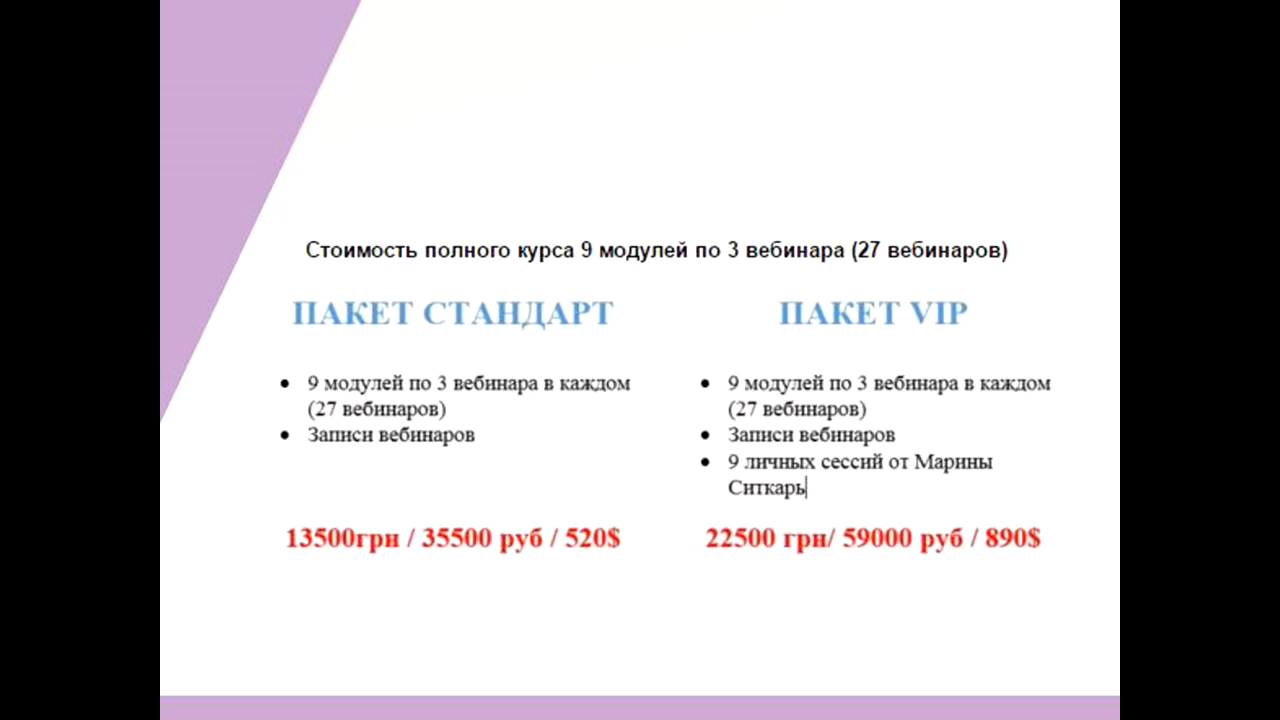 Стоимость полного курса 9 модулей по 3 вебинара (27 вебинаров)
ПАКЕТ СТАНДАРТ
• 9 модулей по 3 вебинара в каждом
(27 вебинаров)
• Записи вебинаров
13500грн / 35500 руб / 520$
ПАКЕТ VIP
• 9 модулей по 3 вебинара в каждом
(27 вебинаров)
• Записи вебинаров
• 9 личных сессий от Марины
Ситкарь
22500 грн/ 59000 руб / 890$